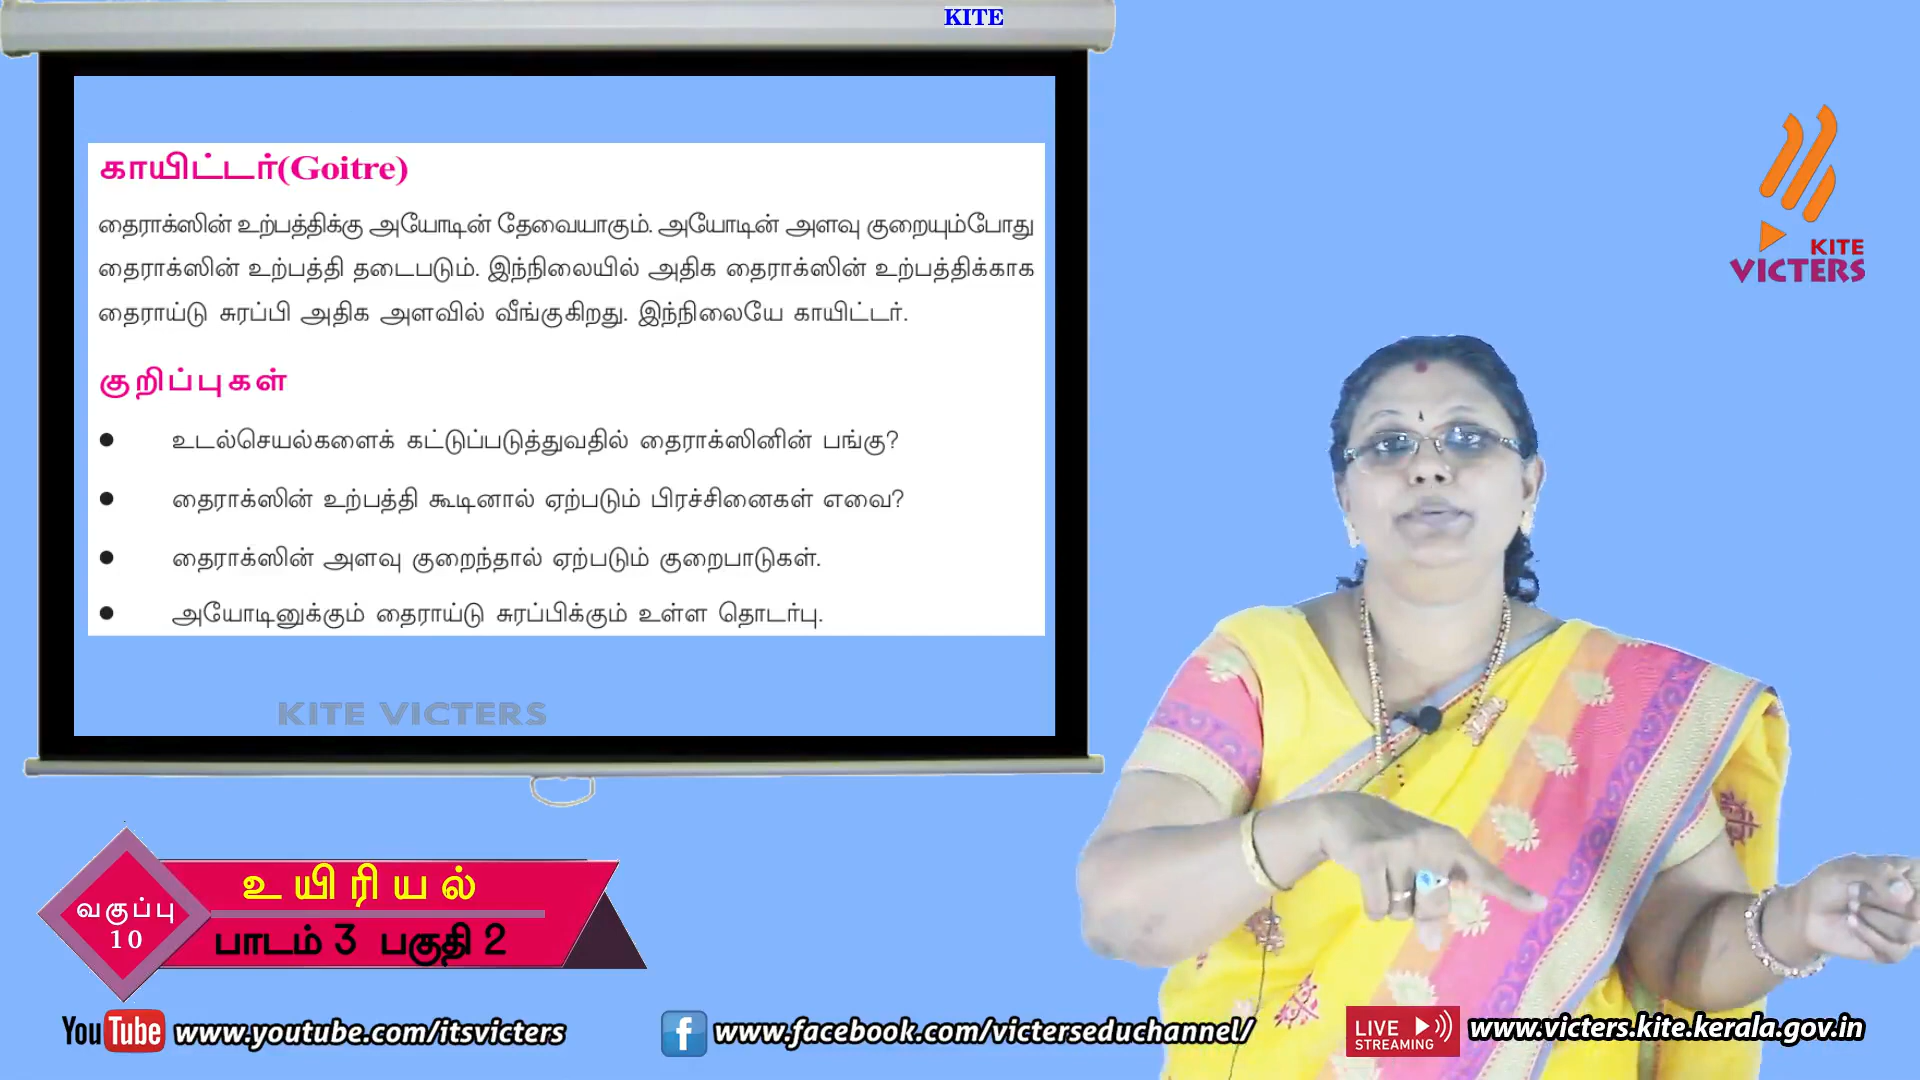 KITE
காயிட்டர்(Goitre)
தைராக்ஸின் உற்பத்திக்கு அயோடின் தேவையாகும். அயோடின் அளவு குறையும்போது
தைராக்ஸின் உற்பத்தி தடைபடும். இந்நிலையில் அதிக தைராக்ஸின் உற்பத்திக்காக
தைராய்டு சுரப்பி அதிக அளவில் வீங்குகிறது. இந்நிலையே காயிட்டர்.
குறிப்புகள்
● உடல்செயல்களைக் கட்டுப்படுத்துவதில் தைராக்ஸினின் பங்கு?
● தைராக்ஸின் உற்பத்தி கூடினால் ஏற்படும் பிரச்சினைகள் எவை?
● தைராக்ஸின் அளவு குறைந்தால் ஏற்படும் குறைபாடுகள்.
● அயோடினுக்கும் தைராய்டு சுரப்பிக்கும் உள்ள தொடர்பு.
KITE VICTERS
KITE
VICTERS
வகுப்பு
10
உயிரியல்
பாடம் 3 பகுதி 2
YouTube www.youtube.com/itsvicters
f www.facebook.com/victerseduchannel/
LIVE
STREAMING
www.victers.kite.kerala.gov.in